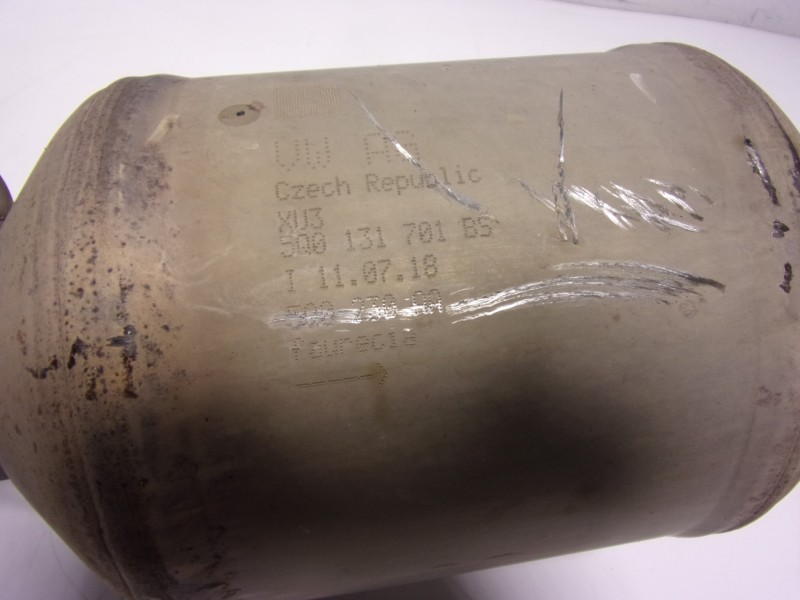 VW AG
Czech Republic
XU3
5Q0 131 701 BS
I 11.07.18
faurecia